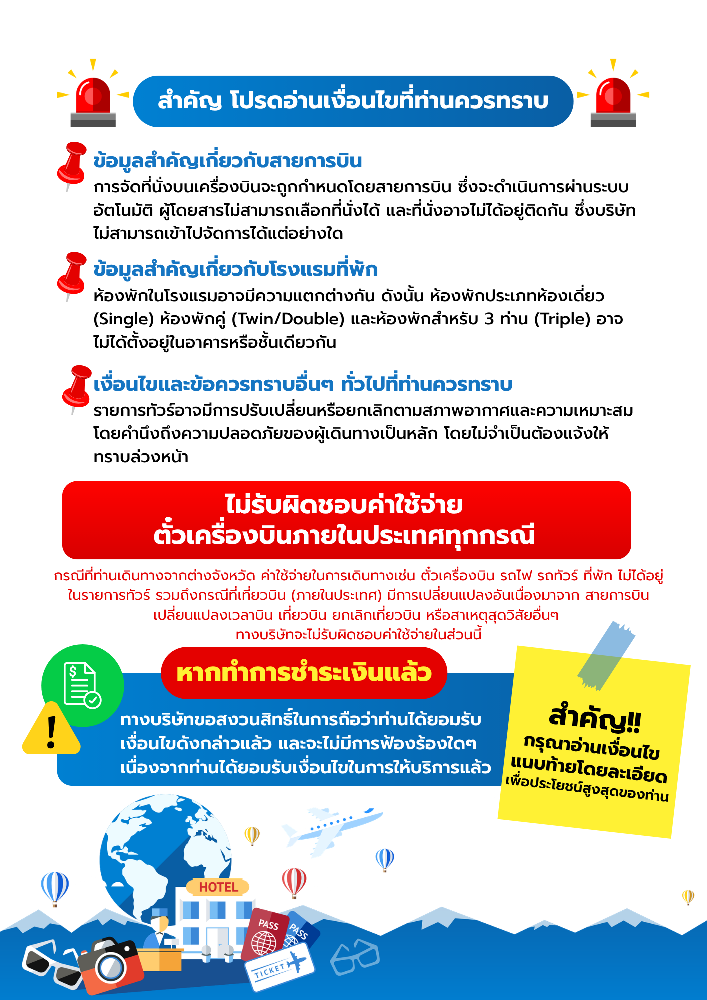 สำคัญ โปรดอ่านเงื่อนไขที่ท่านควรทราบ
ข้อมูลสำคัญเกี่ยวกับสายการบิน
การจัดที่นั่งบนเครื่องบินจะถูกกำหนดโดยสายการบิน ซึ่งจะดำเนินการผ่านระบบ
อัตโนมัติ ผู้โดยสารไม่สามารถเลือกที่นั่งได้ และที่นั่งอาจไม่ได้อยู่ติดกัน ซึ่งบริษัท
ไม่สามารถเข้าไปจัดการได้แต่อย่างใด
ข้อมูลสำคัญเกี่ยวกับโรงแรมที่พัก
ห้องพักในโรงแรมอาจมีความแตกต่างกัน ดังนั้น ห้องพักประเภทห้องเดี่ยว
(Single) ห้องพักคู่ (Twin/Double) และห้องพักสำหรับ 3 ท่าน (Triple) อาจ
ไม่ได้ตั้งอยู่ในอาคารหรือชั้นเดียวกัน
เงื่อนไขและข้อควรทราบอื่นๆ ทั่วไปที่ท่านควรทราบ
รายการทัวร์อาจมีการปรับเปลี่ยนหรือยกเลิกตามสภาพอากาศและความเหมาะสม
โดยคำนึงถึงความปลอดภัยของผู้เดินทางเป็นหลัก โดยไม่จำเป็นต้องแจ้งให้
ทราบล่วงหน้า
ไม่รับผิดชอบค่าใช้จ่าย
ตั๋วเครื่องบินภายในประเทศทุกกรณี
กรณีที่ท่านเดินทางจากต่างจังหวัด ค่าใช้จ่ายในการเดินทางเช่น ตั๋วเครื่องบิน รถไฟ รถทัวร์ ที่พัก ไม่ได้อยู่
ในรายการทัวร์ รวมถึงกรณีที่เที่ยวบิน (ภายในประเทศ) มีการเปลี่ยนแปลงอันเนื่องมาจาก สายการบิน
เปลี่ยนแปลงเวลาบิน เที่ยวบิน ยกเลิกเที่ยวบิน หรือสาเหตุสุดวิสัยอื่นๆ
ทางบริษัทจะไม่รับผิดชอบค่าใช้จ่ายในส่วนนี้
หากทำการชำระเงินแล้ว
ทางบริษัทขอสงวนสิทธิ์ในการถือว่าท่านได้ยอมรับ
เงื่อนไขดังกล่าวแล้ว และจะไม่มีการฟ้องร้องใดๆ
เนื่องจากท่านได้ยอมรับเงื่อนไขในการให้บริการแล้ว
สำคัญ!!
กรุณาอ่านเงื่อนไข
แนบท้ายโดยละเอียด
เพื่อประโยชน์สูงสุดของท่าน
HOTEL
PASS
PASS
TICKET